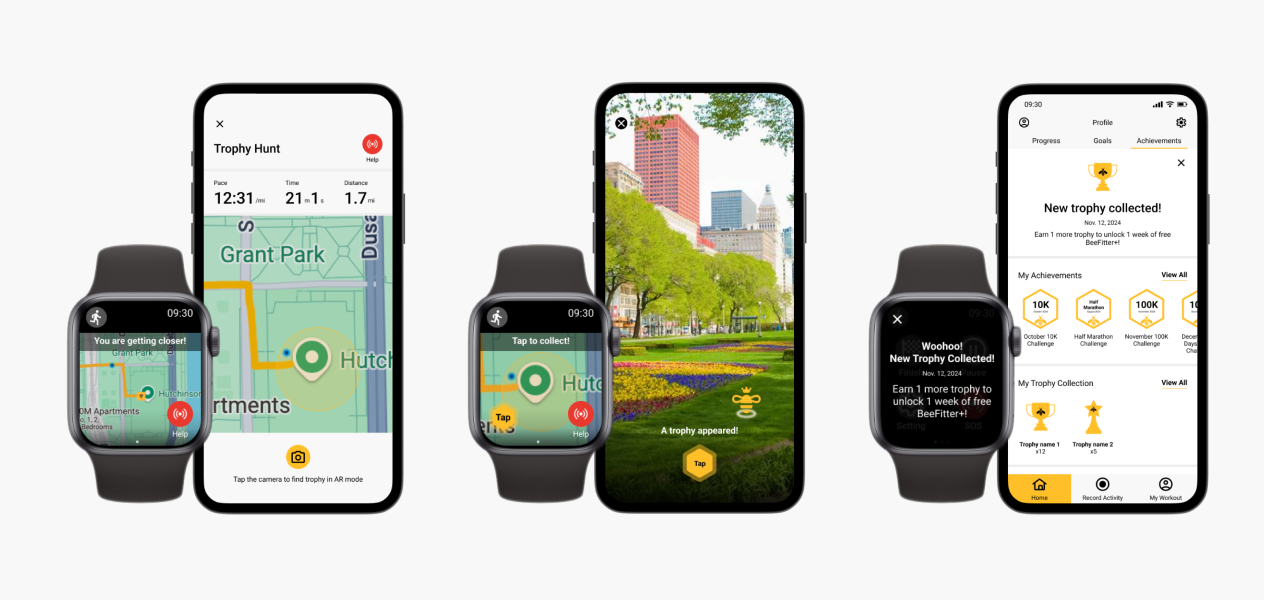 09:30
You are getting closer!
Grant Park
Hutchinson
OM Apartments
o, 1, 2,
Bedrooms
Help
Trophy Hunt
Help
Pace
Time
Distance
12:31 /mi
21 m 1 s
1.7 mi
Grant Park
S
Dusa
Hutch
rtments
Tap the camera to find trophy in AR mode
09:30
Tap to collect!
Hutc
Tap
Help
A trophy appeared!
Tap
09:30
Woohoo!
New Trophy Collected!
Nov. 12, 2024
Earn 1 more trophy to
unlock 1 week of free
BeeFitter+!
Setting
SOS
09:30
Profile
Progress
Goals
Achievements
New trophy collected!
Nov. 12, 2024
Earn 1 more trophy to unlock 1 week of free
BeeFitter+!
My Achievements
View All
10K
Half
Marathon
100K
10
October 10K
Challenge
Half Marathon
Challenge
November 100K
Challenge
Decem
Days
Cha
My Trophy Collection
View All
Trophy name 1
x12
Trophy name 2
x5
Home
Record Activity
My Workout